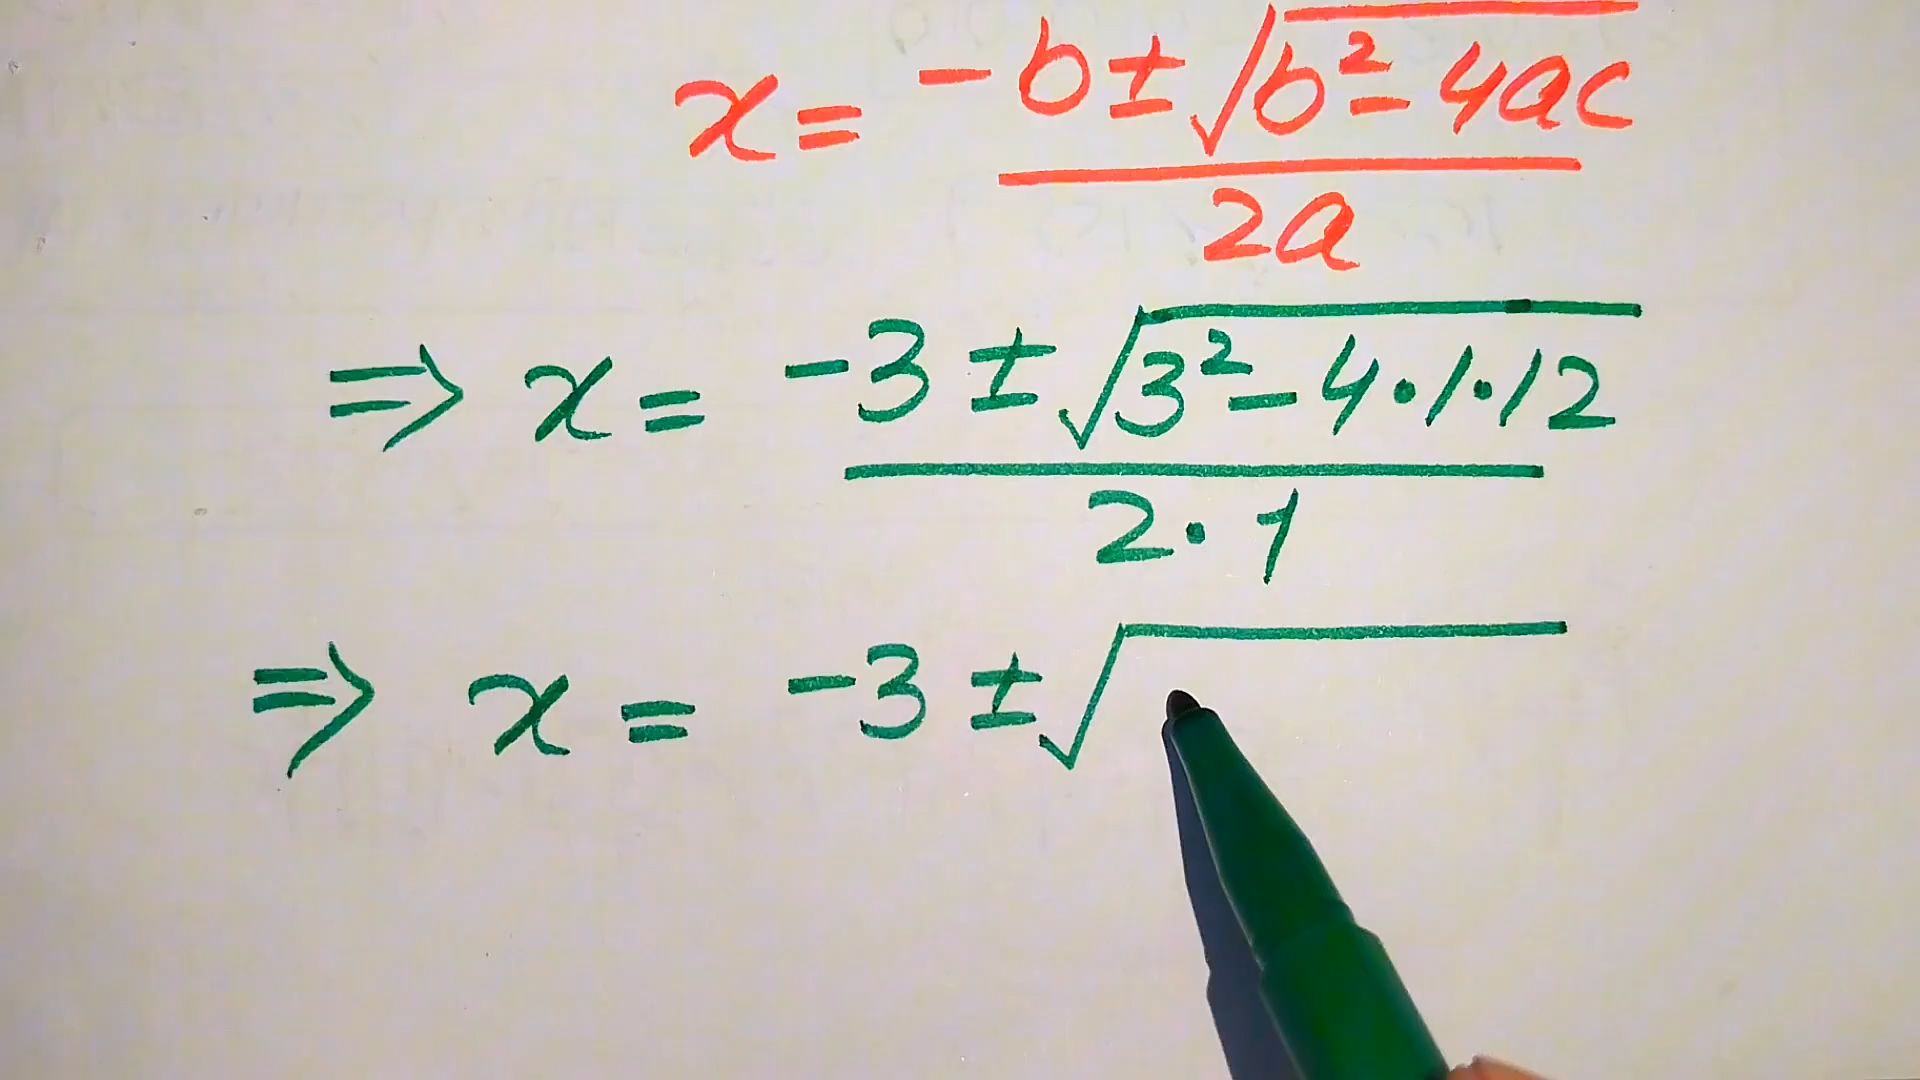 x = -b ± √b² - 4ac
2a
⇒ x = -3 ± √3² - 4·1·12
2·1
⇒ x = -3 ± √